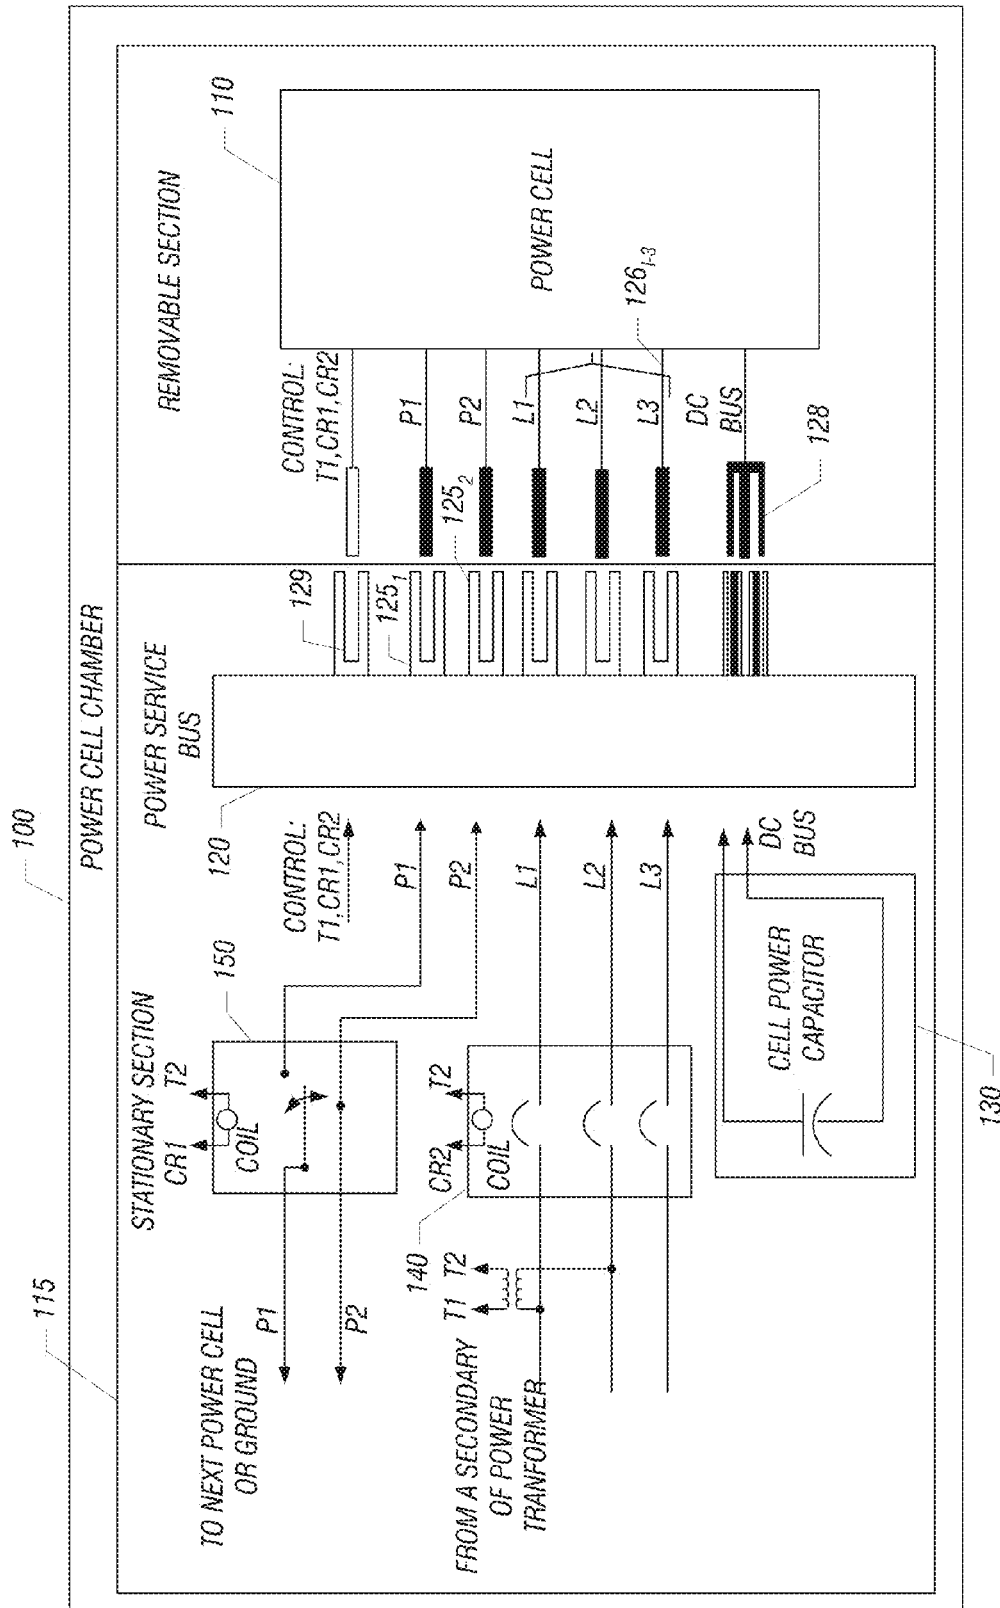 100
115
POWER CELL CHAMBER
STATIONARY SECTION
POWER SERVICE
BUS
REMOVABLE SECTION
CR1
T2
150
120
110
COIL
TO NEXT POWER CELL
OR GROUND
P1
P2
CONTROL:
T1,CR1,CR2
P1
P2
L1
L2
L3
DC
BUS
129
125₁
125₂
CONTROL:
T1,CR1,CR2
P1
P2
L1
L2
L3
DC
BUS
POWER CELL
126₁₋₃
128
CR2
T2
COIL
140
T1
T2
FROM A SECONDARY
OF POWER
TRANFORMER
CELL POWER
CAPACITOR
130